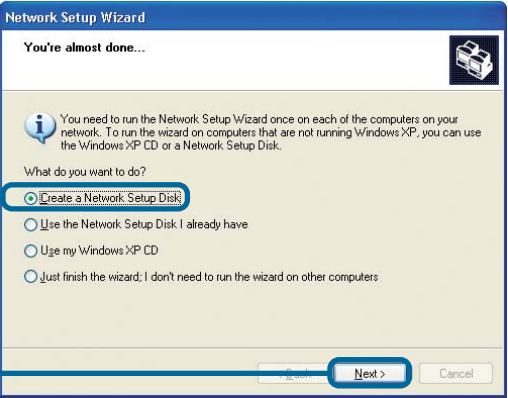 Network Setup Wizard
You're almost done...
You need to run the Network Setup Wizard once on each of the computers on your
network. To run the wizard on computers that are not running Windows XP, you can use
the Windows XP CD or a Network Setup Disk.
What do you want to do?
Create a Network Setup Disk
Use the Network Setup Disk I already have
Use my Windows XP CD
Just finish the wizard; I don't need to run the wizard on other computers
< Back Next > Cancel